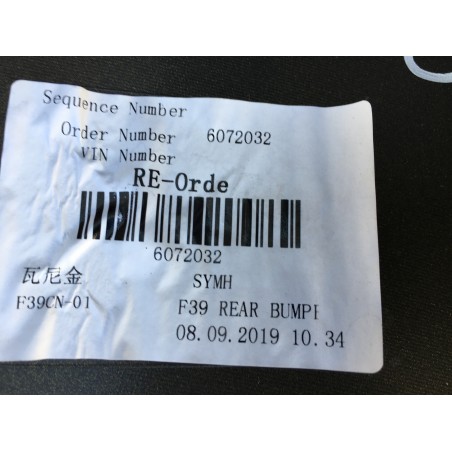 Sequence Number
Order Number 6072032
VIN Number
RE-Orde
6072032
瓦尼金 SYMH
F39CN-01 F39 REAR BUMPE
08.09.2019 10.34